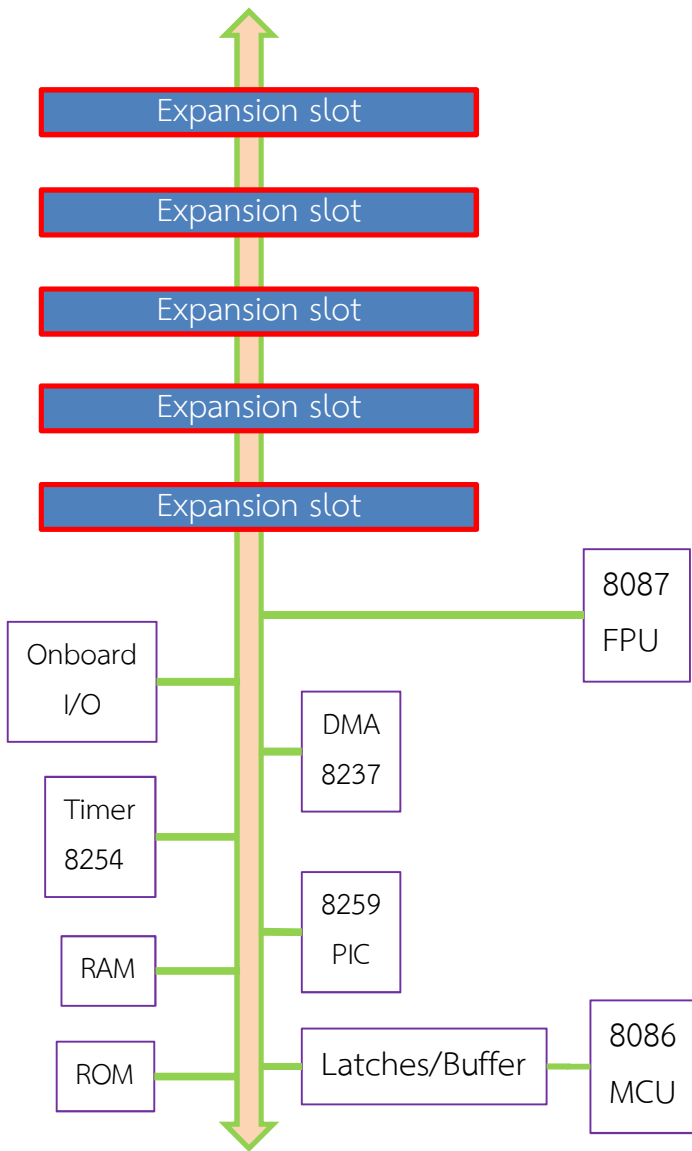 Expansion slot
Expansion slot
Expansion slot
Expansion slot
Expansion slot
8087
FPU
Onboard
I/O
DMA
8237
Timer
8254
8259
PIC
RAM
ROM
Latches/Buffer
8086
MCU